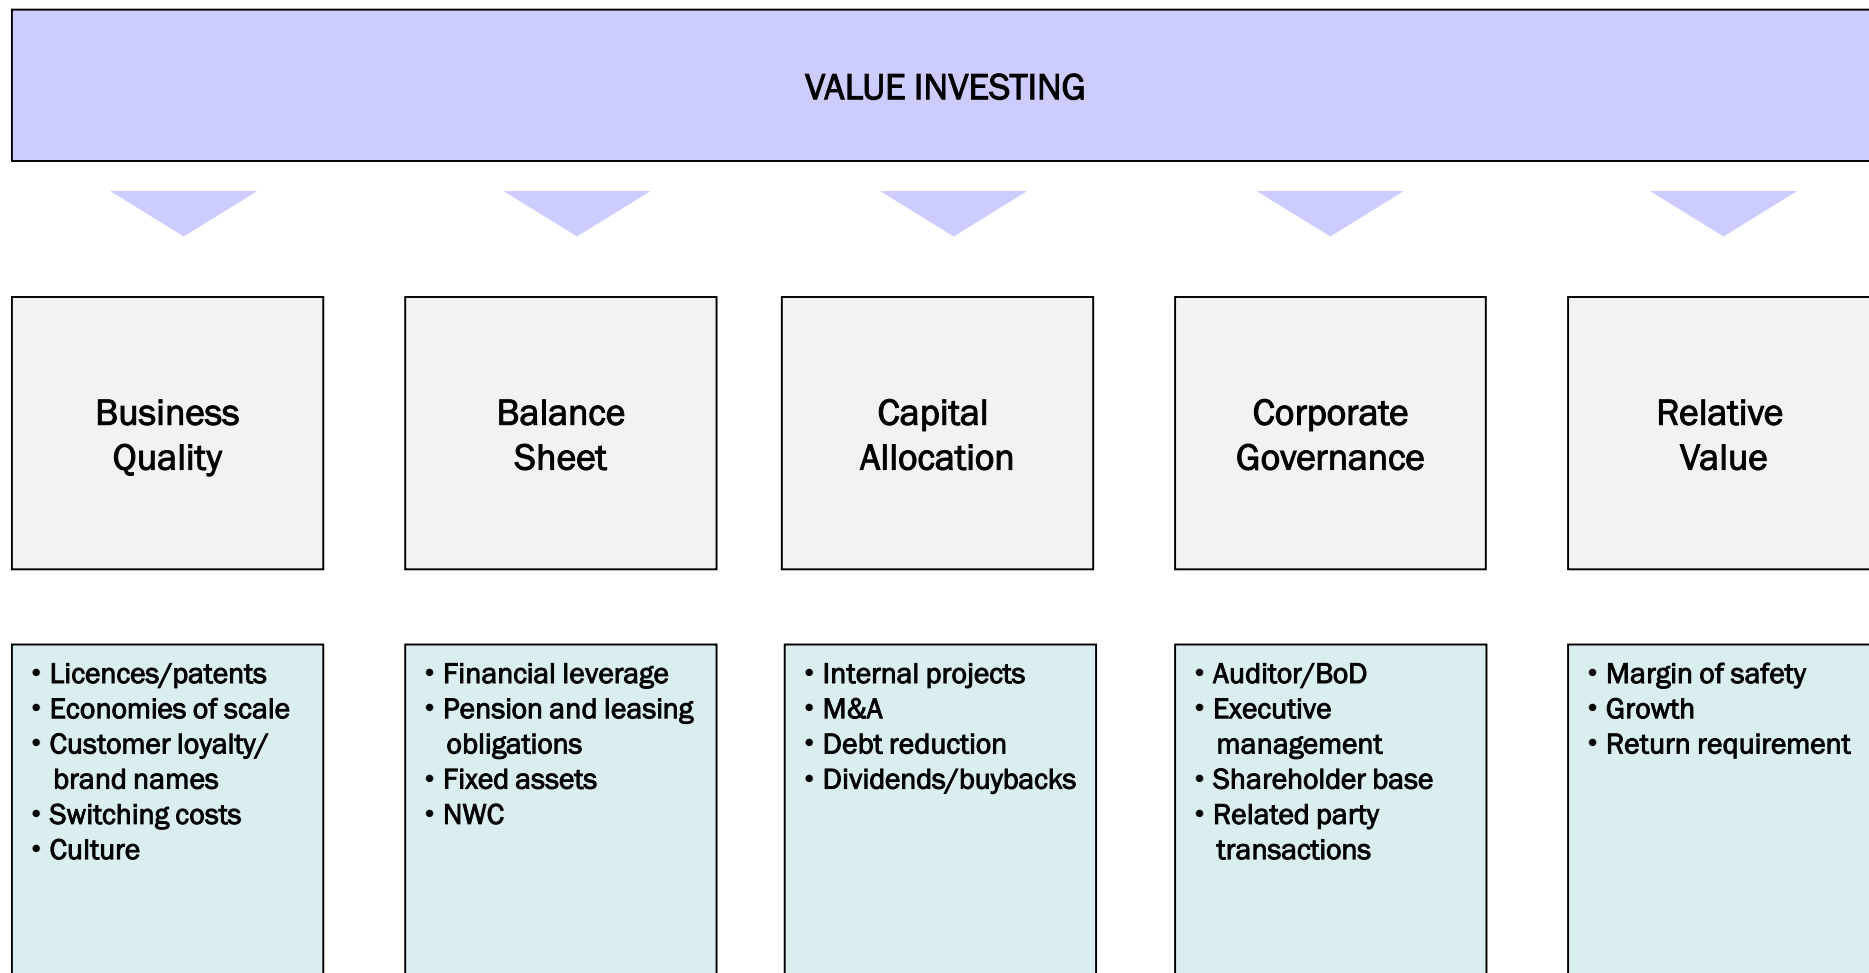 VALUE INVESTING
Business
Quality
Balance
Sheet
Capital
Allocation
Corporate
Governance
Relative
Value
• Licences/patents
• Economies of scale
• Customer loyalty/
brand names
• Switching costs
• Culture
• Financial leverage
• Pension and leasing
obligations
• Fixed assets
• NWC
• Internal projects
• M&A
• Debt reduction
• Dividends/buybacks
• Auditor/BoD
• Executive
management
• Shareholder base
• Related party
transactions
• Margin of safety
• Growth
• Return requirement